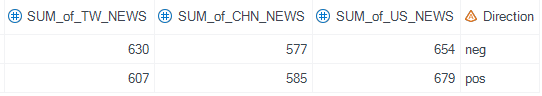 SUM_of_TW_NEWS SUM_of_CHN_NEWS SUM_of_US_NEWS Direction
630 577 654 neg
607 585 679 pos